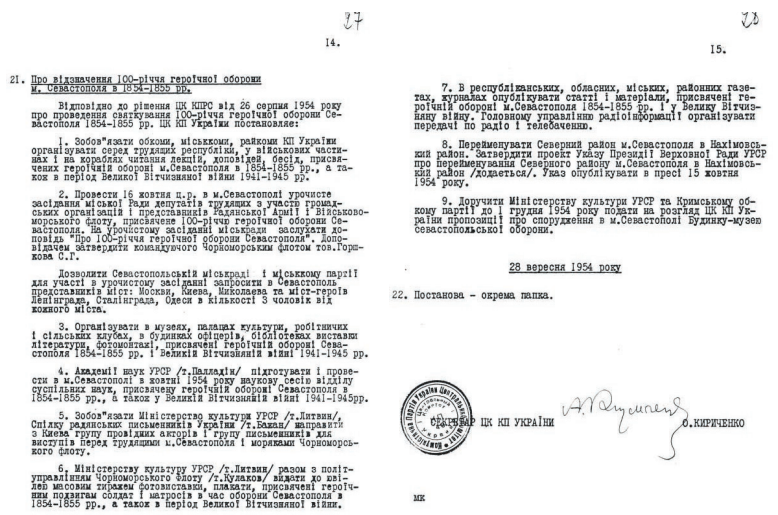 27
14.
21. Про відзначення 100-річчя героїчної оборони
м. Севастополя в 1854-1855 рр.
Відповідно до рішення ЦК КПРС від 26 серпня 1954 року
про проведення святкування 100-річчя героїчної оборони Се-
вастополя 1854-1855 рр. ЦК КП України постановляє:
1. Зобов"язати обкоми, міськкоми, райкоми КП України
організувати серед трудящих республіки, у військових части-
нах і на кораблях читання лекцій, доповідей, бесід, присвя-
чених героїчній обороні м.Севастополя в 1854-1855 рр., а та-
кож в період Великої Вітчизняної війни 1941-1945 рр.
2. Провести 16 жовтня ц.р. в м.Севастополі урочисте
засідання міської Ради депутатів трудящих з участю громад-
ських організацій і представників Радянської Армії і Військово-
морського флоту, присвячене 100-річчю героїчної оборони Се-
вастополя. На урочистому засіданні міськради заслухати до-
повідь "Про 100-річчя героїчної оборони Севастополя". Допо-
відачем затвердити командуючого Чорноморським флотом тов.Горш-
кова С.Г.
Дозволити Севастопольській міськраді і міському партії
для участі в урочистому засіданні запросити в Севастополь
представників міст: Москви, Києва, Миколаєва та міст-героїв
Ленінграда, Сталінграда, Одеси в кількості 3 чоловік від
кожного міста.
3. Організувати в музеях, палацах культури, робітничих
і сільських клубах, в будинках офіцерів, бібліотеках виставки
літератури, фотомонтажі, присвячені героїчній обороні Сева-
стополя 1854-1855 рр. і Великій Вітчизняній війні 1941-1945 рр.
4. Академії наук УРСР /т.Палладін/ підготувати і прове-
сти в м.Севастополі в жовтні 1954 року наукову сесію відділу
суспільних наук, присвячену героїчній обороні Севастополя в
1854-1855 рр., а також у Великій Вітчизняній війні 1941-1945рр.
5. Зобов"язати Міністерство культури УРСР /т.Литвин/,
Спілку радянських письменників України /т.Бажан/ направити
з Києва групу провідних акторів і групу письменників для
виступів перед трудящими м.Севастополя і моряками Чорноморсь-
кого флоту.
6. Міністерству культуру УРСР /т.Литвин/ разом з політ-
управлінням Чорноморського Флоту /т.Кулаков/ видати до юві-
лею масовим тиражем фотовиставки, плакати, присвячені героїч-
ним подвигам солдат і матросів в час оборони Севастополя в
1854-1855 рр., а також в період Великої Вітчизняної війни.
28
15.
7. В республіканських, обласних, міських, районних газе-
тах, журналах опублікувати статті і матеріали, присвячені ге-
роїчній обороні м.Севастополя 1854-1855 рр. і у Велику Вітчиз-
няну війну. Головному управлінню радіоінформації організувати
передачі по радіо і телебаченню.
8. Перейменувати Северний район м.Севастополя в Нахімовсь-
кий район. Затвердити проект Указу Президії Верховної Ради УРСР
про перейменування Северного району м.Севастополя в Нахімовсь-
кий район /додається/. Указ опублікувати в пресі 15 жовтня
1954 року.
9. Доручити Міністерству культури УРСР та Кримському об-
кому партії до 1 грудня 1954 року подати на розгляд ЦК КП Ук-
раїни пропозиції про спорудження в м.Севастополі Будинку-музею
севастопольської оборони.
28 вересня 1954 року
22. Постанова - окрема папка.
СЕКРЕТАР ЦК КП УКРАЇНИ
О.КИРИЧЕНКО
МК